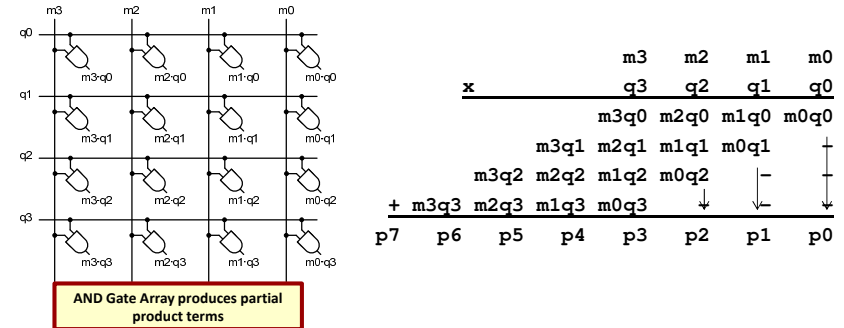 m3 m2 m1 m0
q0
m3·q0 m2·q0 m1·q0 m0·q0
q1
m3·q1 m2·q1 m1·q1 m0·q1
q2
m3·q2 m2·q2 m1·q2 m0·q2
q3
m3·q3 m2·q3 m1·q3 m0·q3
AND Gate Array produces partial
product terms
m3 m2 m1 m0
x q3 q2 q1 q0
m3q0 m2q0 m1q0 m0q0
m3q1 m2q1 m1q1 m0q1 -
m3q2 m2q2 m1q2 m0q2 - -
+ m3q3 m2q3 m1q3 m0q3 - - -
p7 p6 p5 p4 p3 p2 p1 p0